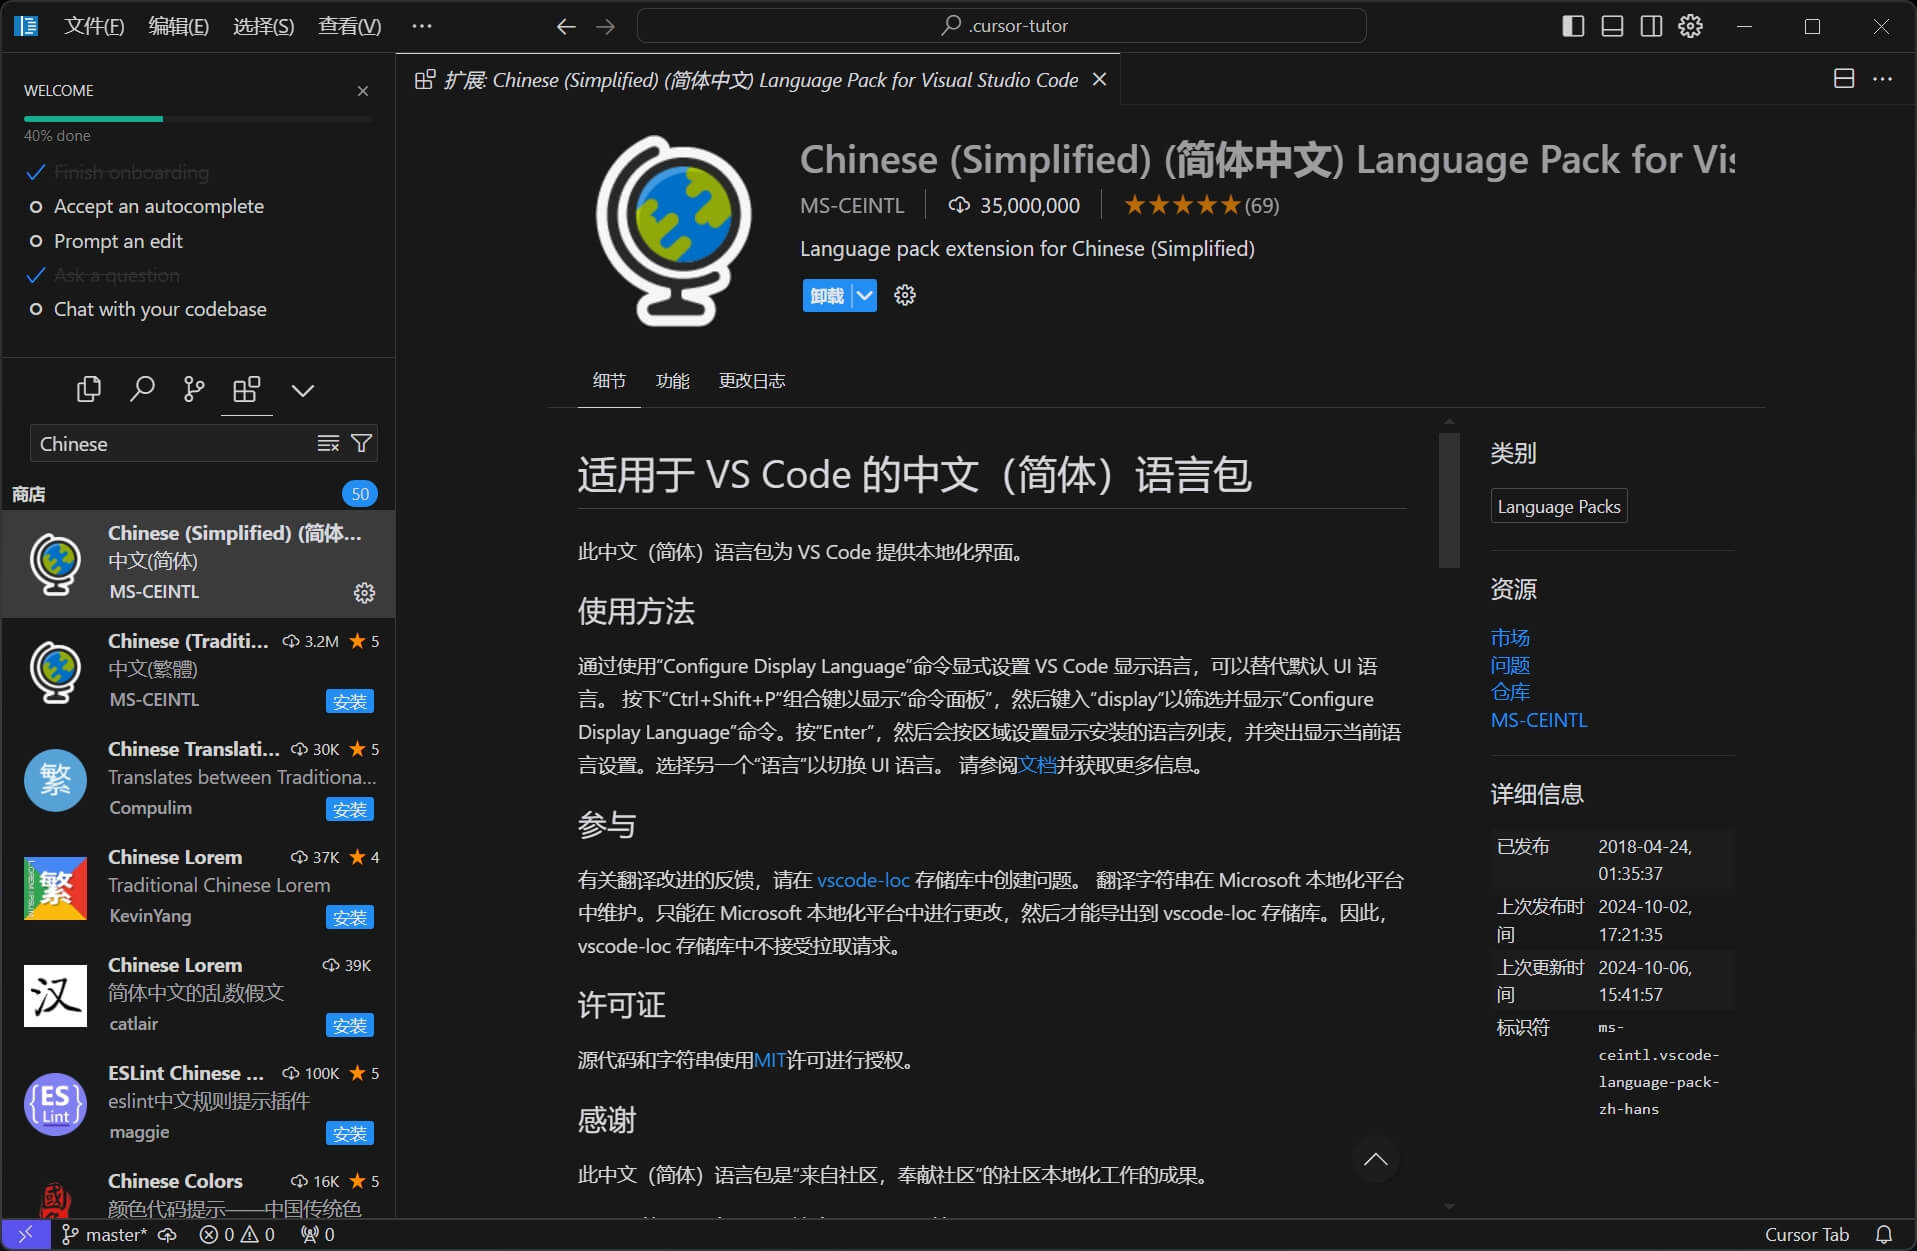 文件(F) 编辑(E) 选择(S) 查看(V) ···
.cursor-tutor
WELCOME
40% done
Finish onboarding
Accept an autocomplete
Prompt an edit
Ask a question
Chat with your codebase
Chinese
商店 50
Chinese (Simplified) (简体...
中文(简体)
MS-CEINTL
Chinese (Traditi... 3.2M ★ 5
中文(繁體)
MS-CEINTL 安装
繁
Chinese Translati... 30K ★ 5
Translates between Traditiona...
Compulim 安装
繁
Chinese Lorem 37K ★ 4
Traditional Chinese Lorem
KevinYang 安装
汉
Chinese Lorem 39K
简体中文的乱数假文
catlair 安装
{ES
Lint}
ESLint Chinese ... 100K ★ 5
eslint中文规则提示插件
maggie 安装
Chinese Colors 16K ★ 5
颜色代码提示——中国传统色
扩展: Chinese (Simplified) (简体中文) Language Pack for Visual Studio Code
Chinese (Simplified) (简体中文) Language Pack for Vis
MS-CEINTL 35,000,000 ★★★★★(69)
Language pack extension for Chinese (Simplified)
卸载
细节 功能 更改日志
适用于 VS Code 的中文（简体）语言包
此中文（简体）语言包为 VS Code 提供本地化界面。
使用方法
通过使用“Configure Display Language”命令显式设置 VS Code 显示语言，可以替代默认 UI 语
言。 按下“Ctrl+Shift+P”组合键以显示“命令面板”，然后键入“display”以筛选并显示“Configure
Display Language”命令。按“Enter”，然后会按区域设置显示安装的语言列表，并突出显示当前语
言设置。选择另一个“语言”以切换 UI 语言。 请参阅文档并获取更多信息。
参与
有关翻译改进的反馈，请在 vscode-loc 存储库中创建问题。 翻译字符串在 Microsoft 本地化平台
中维护。只能在 Microsoft 本地化平台中进行更改，然后才能导出到 vscode-loc 存储库。因此，
vscode-loc 存储库中不接受拉取请求。
许可证
源代码和字符串使用MIT许可进行授权。
感谢
此中文（简体）语言包是“来自社区，奉献社区”的社区本地化工作的成果。
类别
Language Packs
资源
市场
问题
仓库
MS-CEINTL
详细信息
已发布 2018-04-24,
01:35:37
上次发布时 2024-10-02,
间 17:21:35
上次更新时 2024-10-06,
间 15:41:57
标识符 ms-
ceintl.vscode-
language-pack-
zh-hans
master* 0 0 0 Cursor Tab